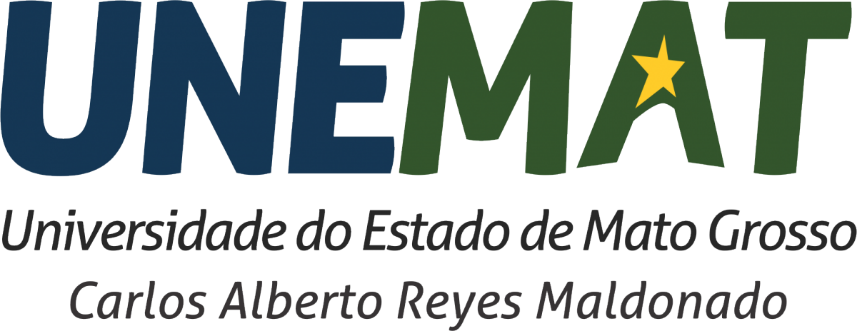 UNEMAT
Universidade do Estado de Mato Grosso
Carlos Alberto Reyes Maldonado